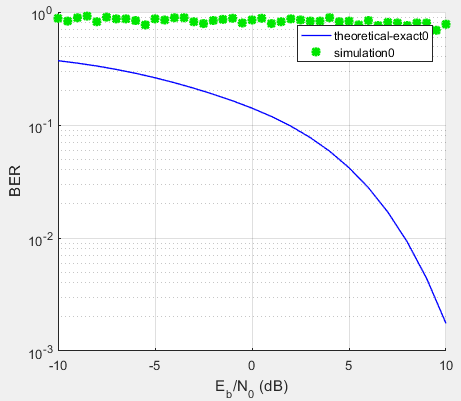 10^0
theoretical-exact0
simulation0
10^-1
BER
10^-2
10^-3
-10 -5 0 5 10
E_b/N_0 (dB)